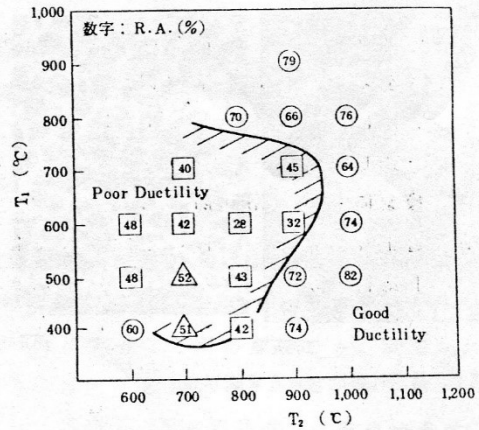 数字: R.A.(%)
1,000
900
800
700
600
500
400
T₁ (℃)
79
70 66 76
40 45 64
Poor Ductility
48 42 28 32 74
48 52 43 72 82
Good
Ductility
60 51 42 74
600 700 800 900 1,000 1,100 1,200
T₂ (℃)